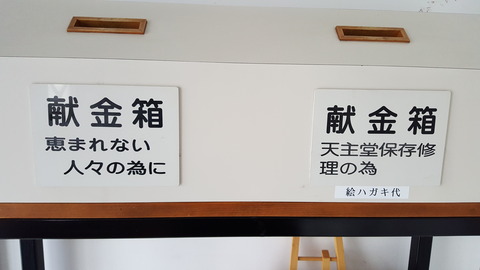 献金箱
恵まれない
人々の為に
献金箱
天主堂保存修
理の為
絵ハガキ代